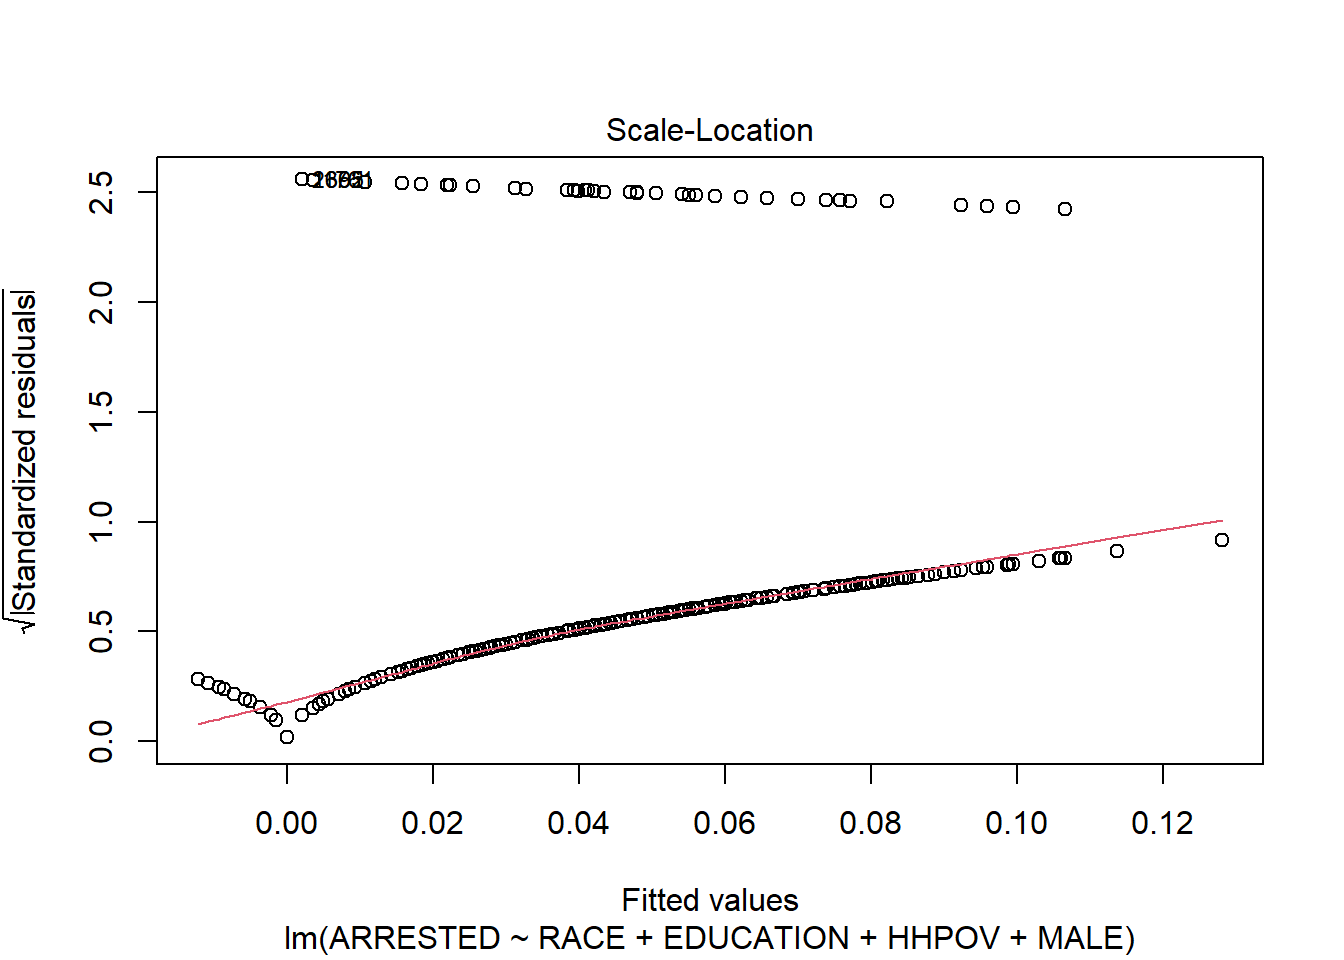 Scale-Location
√|Standardized residuals|
2.5
2.0
1.5
1.0
0.5
0.0
0.00 0.02 0.04 0.06 0.08 0.10 0.12
Fitted values
lm(ARRESTED ~ RACE + EDUCATION + HHPOV + MALE)